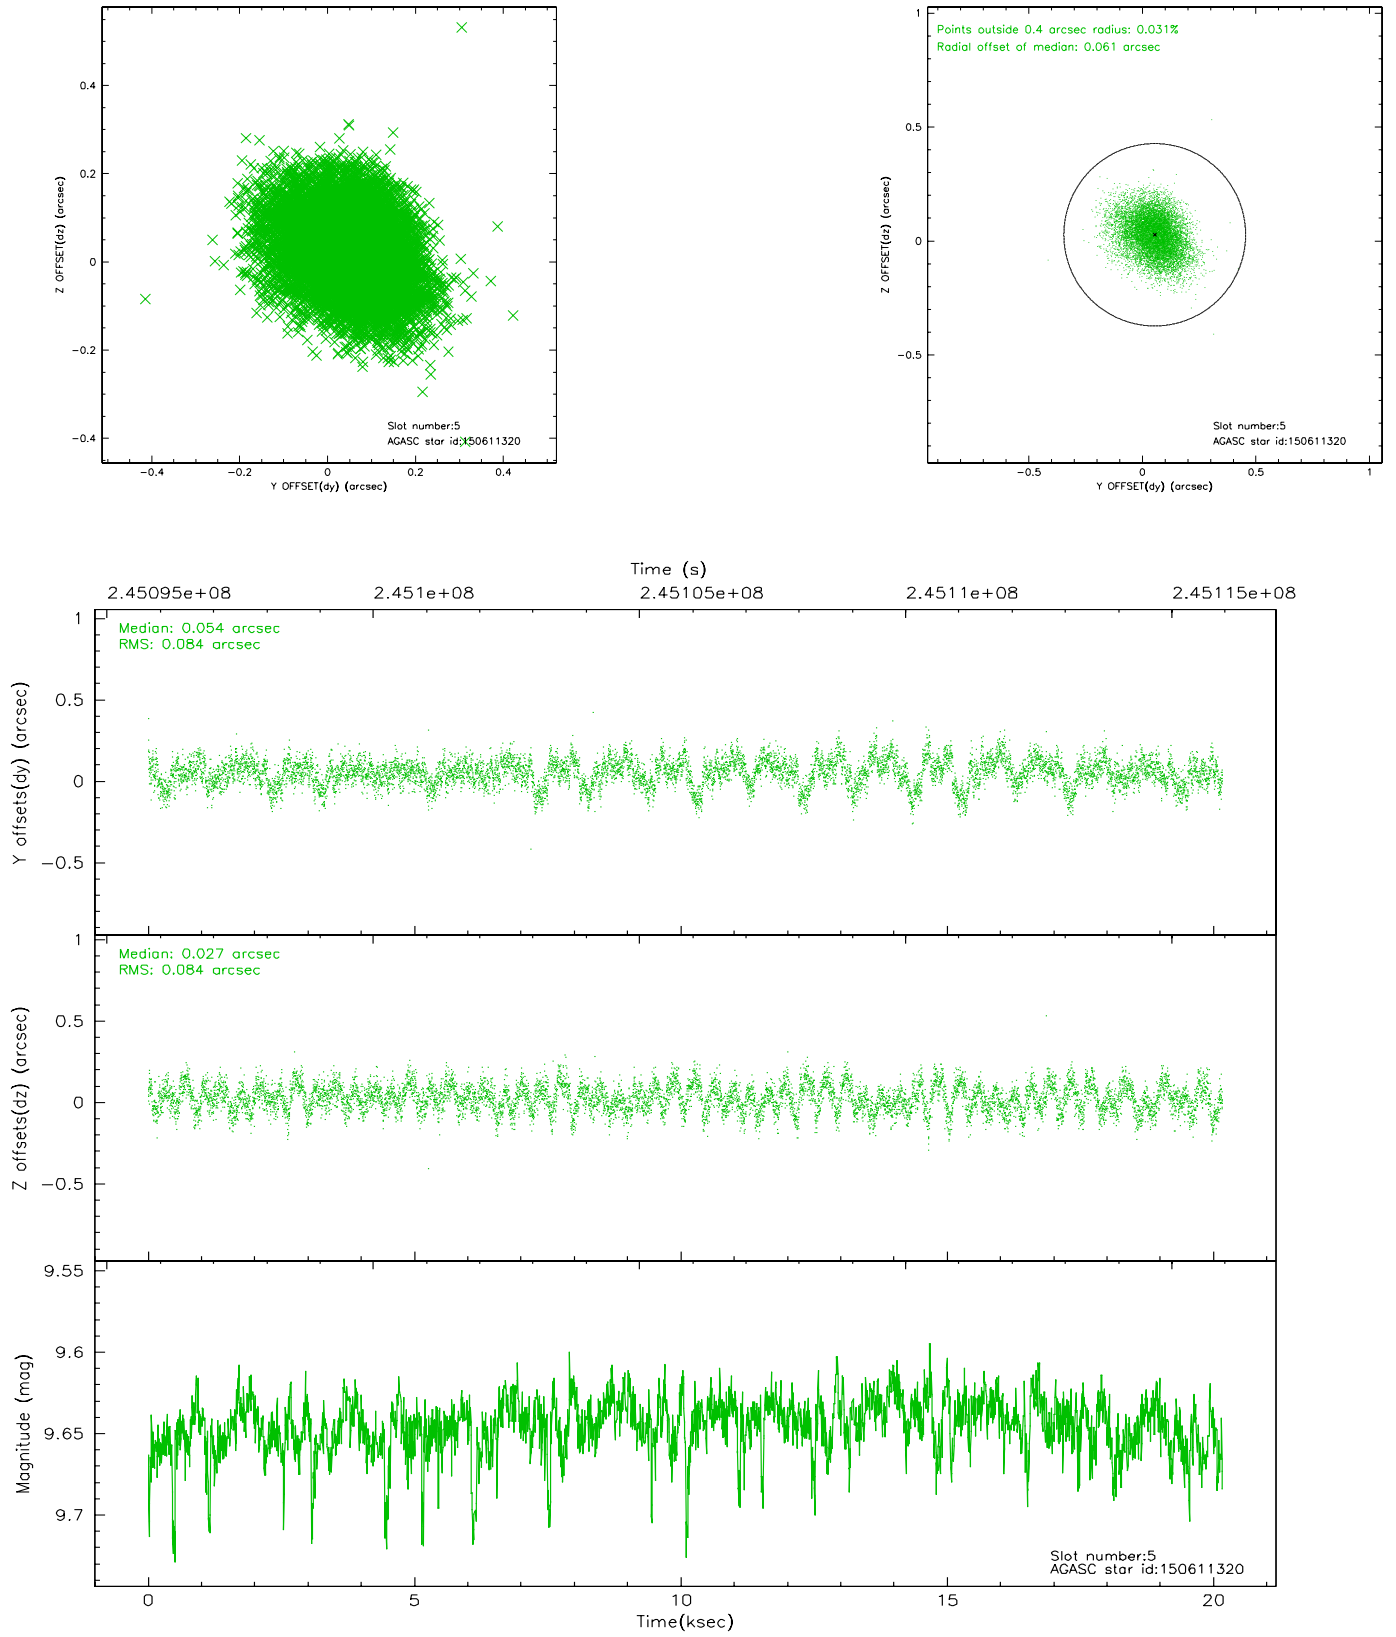 0.4
0.2
0
-0.2
-0.4
-0.4
-0.2
0
0.2
0.4
Z OFFSET(dz) (arcsec)
Y OFFSET(dy) (arcsec)
Slot number:5
AGASC star id:150611320
Points outside 0.4 arcsec radius: 0.031%
Radial offset of median: 0.061 arcsec
1
0.5
0
-0.5
-0.5
0
0.5
1
Z OFFSET(dz) (arcsec)
Y OFFSET(dy) (arcsec)
Slot number:5
AGASC star id:150611320
Time (s)
2.45095e+08
2.451e+08
2.45105e+08
2.4511e+08
2.45115e+08
Median: 0.054 arcsec
RMS: 0.084 arcsec
1
0.5
0
-0.5
Y offsets(dy) (arcsec)
Median: 0.027 arcsec
RMS: 0.084 arcsec
1
0.5
0
-0.5
Z offsets(dz) (arcsec)
9.55
9.6
9.65
9.7
Magnitude (mag)
Slot number:5
AGASC star id:150611320
0
5
10
15
20
Time(ksec)